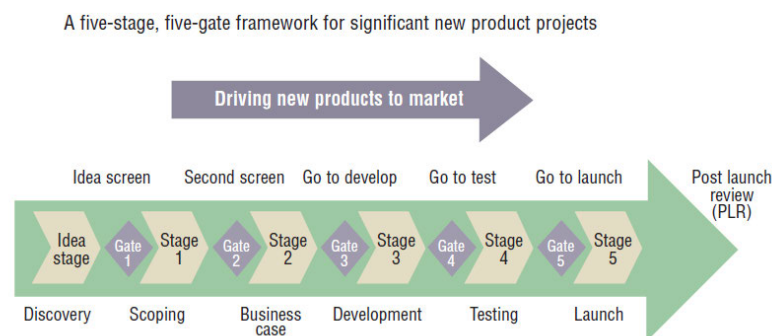 A five-stage, five-gate framework for significant new product projects
Driving new products to market
Idea screen
Second screen
Go to develop
Go to test
Go to launch
Post launch
review
(PLR)
Idea
stage
Gate
1
Stage
1
Gate
2
Stage
2
Gate
3
Stage
3
Gate
4
Stage
4
Gate
5
Stage
5
Discovery
Scoping
Business
case
Development
Testing
Launch